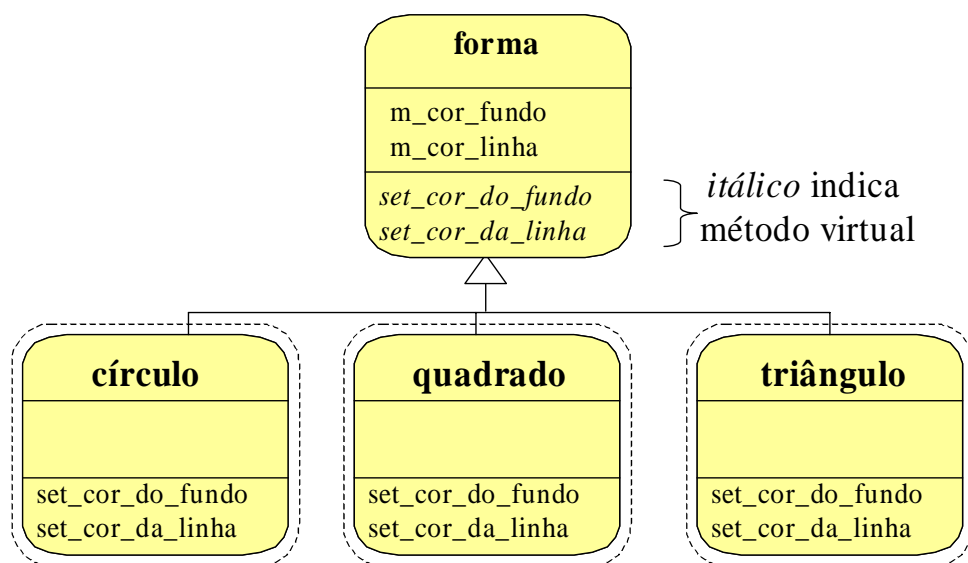 forma
m_cor_fundo
m_cor_linha
set_cor_do_fundo
set_cor_da_linha
itálico indica
método virtual
círculo
set_cor_do_fundo
set_cor_da_linha
quadrado
set_cor_do_fundo
set_cor_da_linha
triângulo
set_cor_do_fundo
set_cor_da_linha